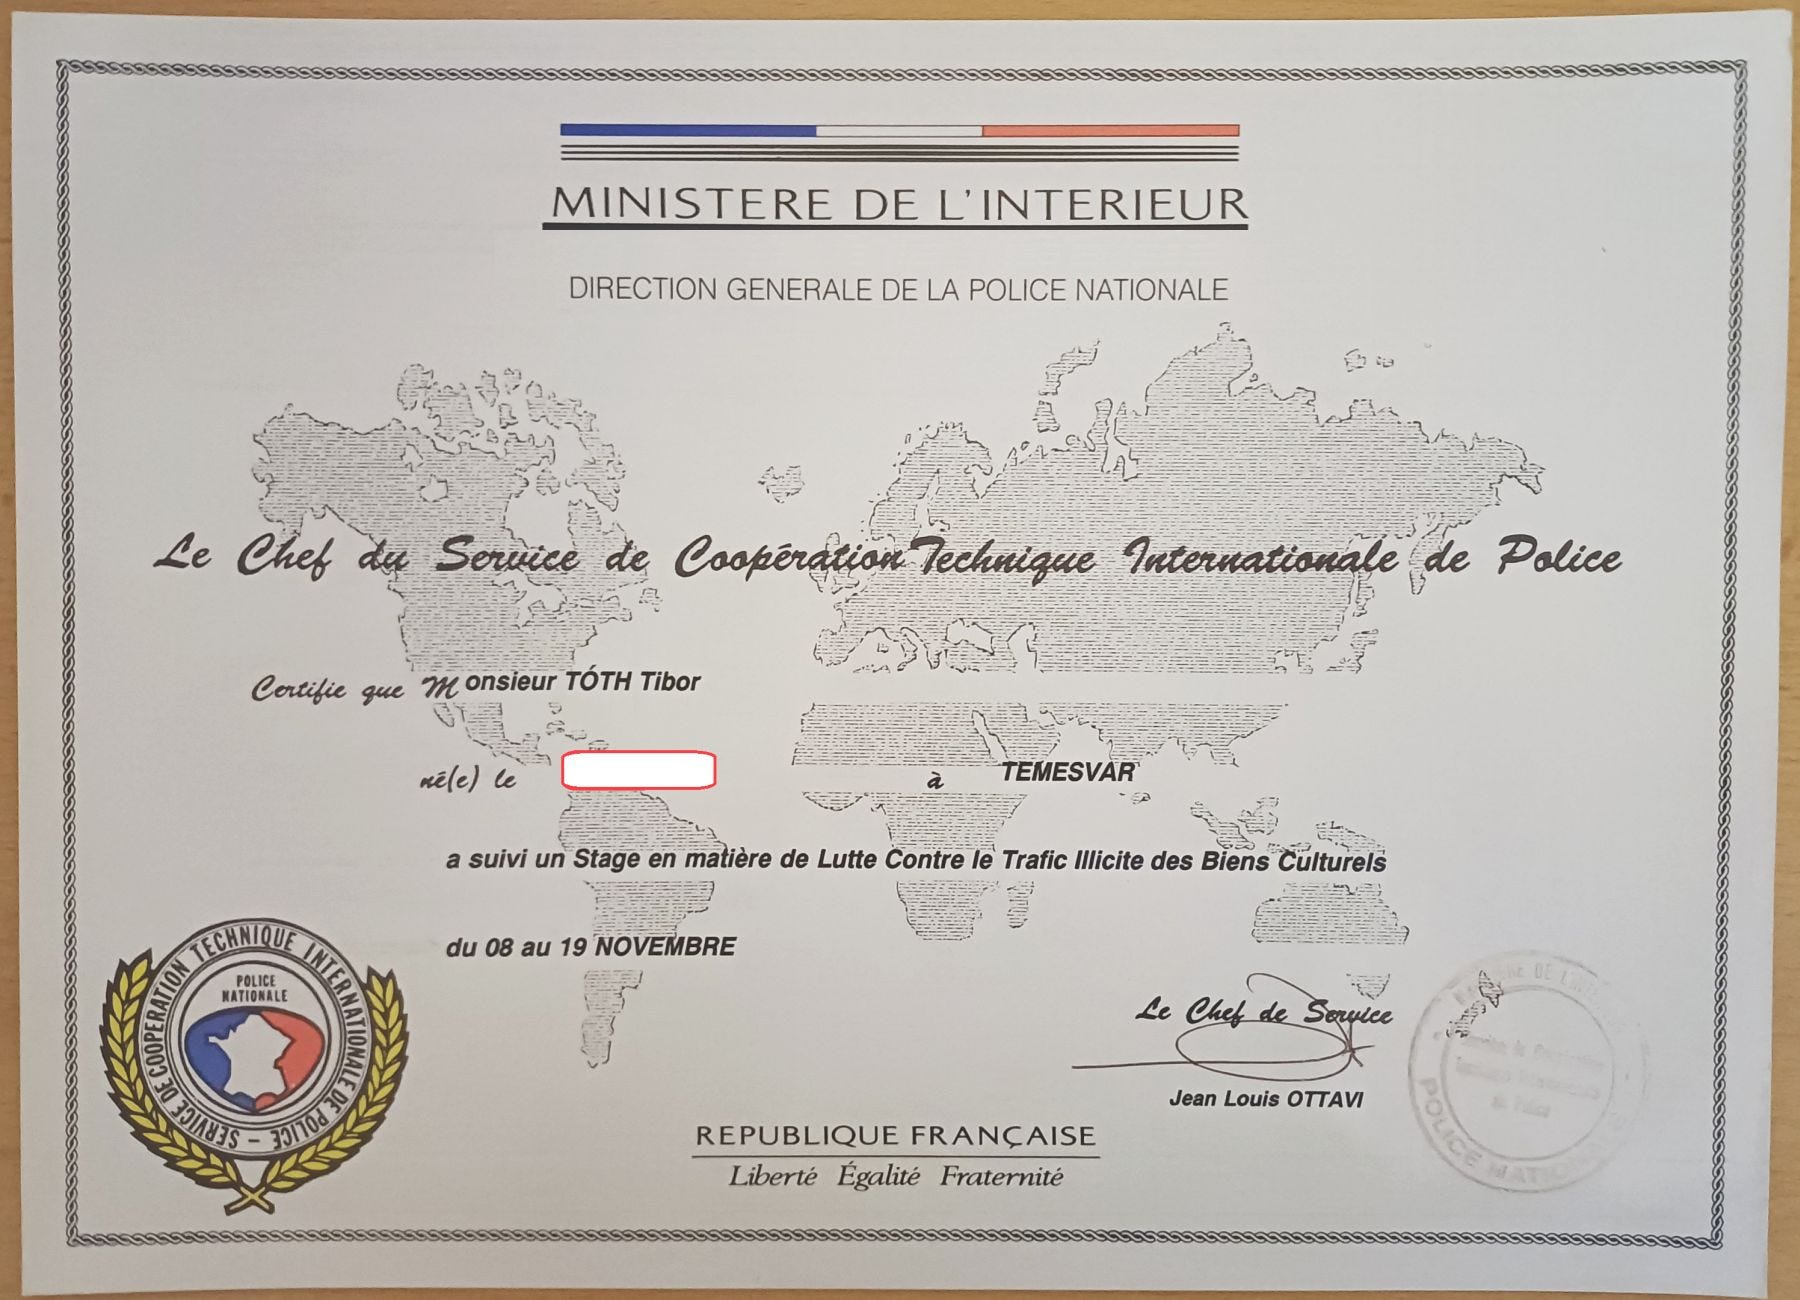 MINISTERE DE L'INTERIEUR
DIRECTION GENERALE DE LA POLICE NATIONALE
Le Chef du Service de Coopération Technique Internationale de Police
Certifie que Monsieur TÓTH Tibor
né(e) le à TEMESVAR
a suivi un Stage en matière de Lutte Contre le Trafic Illicite des Biens Culturels
du 08 au 19 NOVEMBRE
SERVICE DE COOPERATION TECHNIQUE INTERNATIONALE DE POLICE -
POLICE
NATIONALE
Le Chef de Service
Jean Louis OTTAVI
POLICE NATIONALE
REPUBLIQUE FRANÇAISE
Liberté Égalité Fraternité